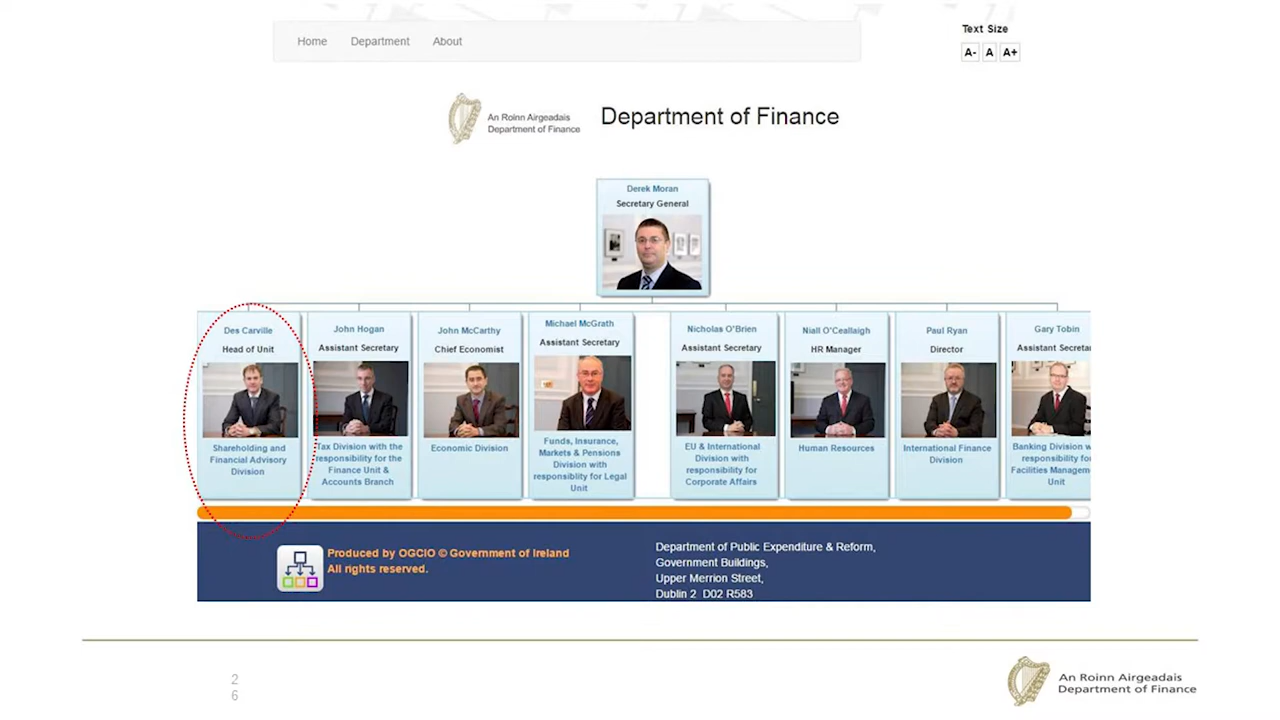 Home Department About
Text Size
A- A A+
An Roinn Airgeadais
Department of Finance
Department of Finance
Derek Moran
Secretary General
Des Carville
Head of Unit
Shareholding and
Financial Advisory
Division
John Hogan
Assistant Secretary
Tax Division with the
responsibility for the
Finance Unit &
Accounts Branch
John McCarthy
Chief Economist
Economic Division
Michael McGrath
Assistant Secretary
Funds, Insurance,
Markets & Pensions
Division with
responsiblity for Legal
Unit
Nicholas O'Brien
Assistant Secretary
EU & International
Division with
responsibility for
Corporate Affairs
Niall O'Ceallaigh
HR Manager
Human Resources
Paul Ryan
Director
International Finance
Division
Gary Tobin
Assistant Secretar
Banking Division w
responsibility fo
Facilities Managem
Unit
Produced by OGCIO © Government of Ireland
All rights reserved.
Department of Public Expenditure & Reform,
Government Buildings,
Upper Merrion Street,
Dublin 2 D02 R583
2
6
An Roinn Airgeadais
Department of Finance